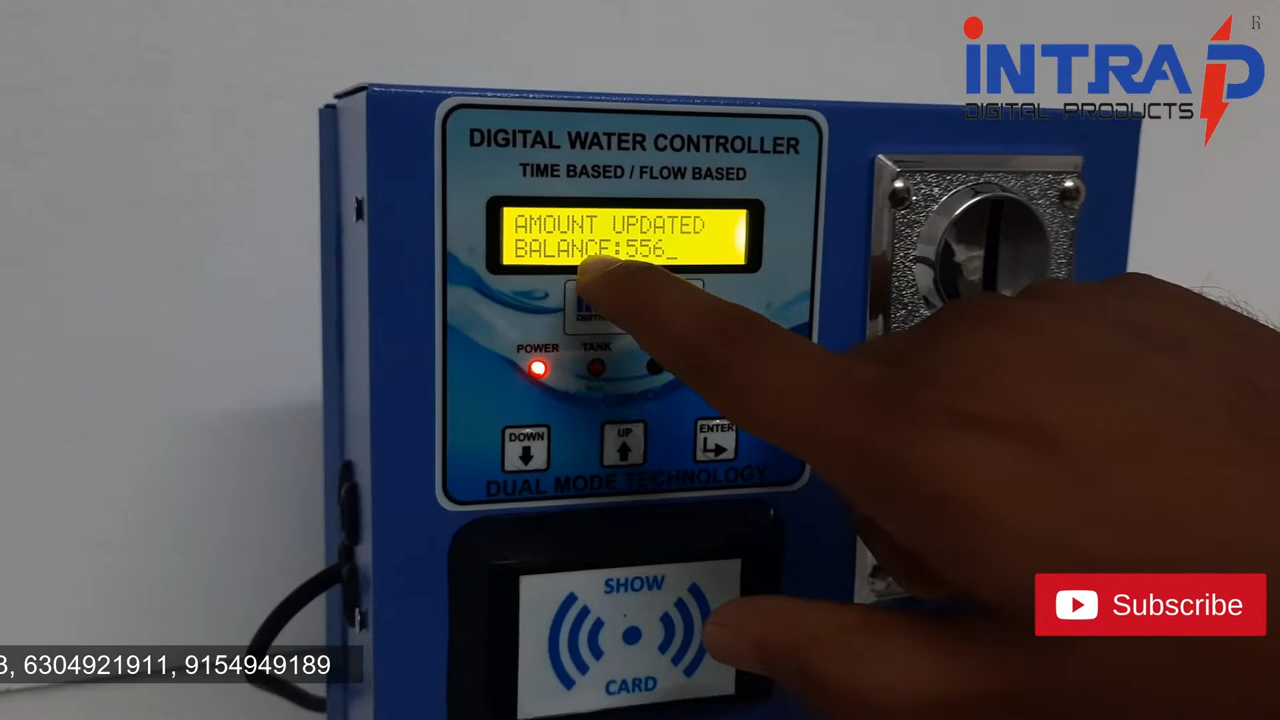 INTRA D
DIGITAL PRODUCTS
DIGITAL WATER CONTROLLER
TIME BASED / FLOW BASED
AMOUNT UPDATED
BALANCE:556_
POWER
TANK
DOWN
UP
ENTER
DUAL MODE TECHNOLOGY
SHOW
CARD
Subscribe
3, 6304921911, 9154949189